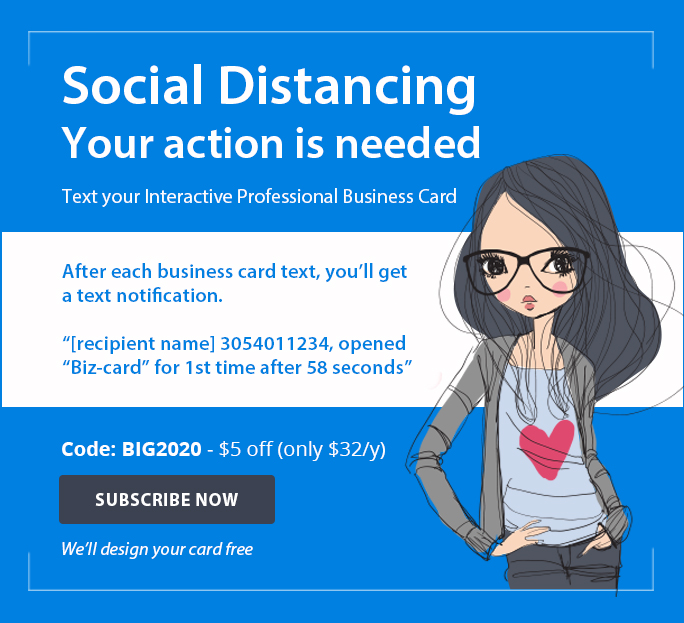 Social Distancing
Your action is needed
Text your Interactive Professional Business Card
After each business card text, you’ll get
a text notification.
“[recipient name] 3054011234, opened
“Biz-card” for 1st time after 58 seconds”
Code: BIG2020 - $5 off (only $32/y)
SUBSCRIBE NOW
We’ll design your card free